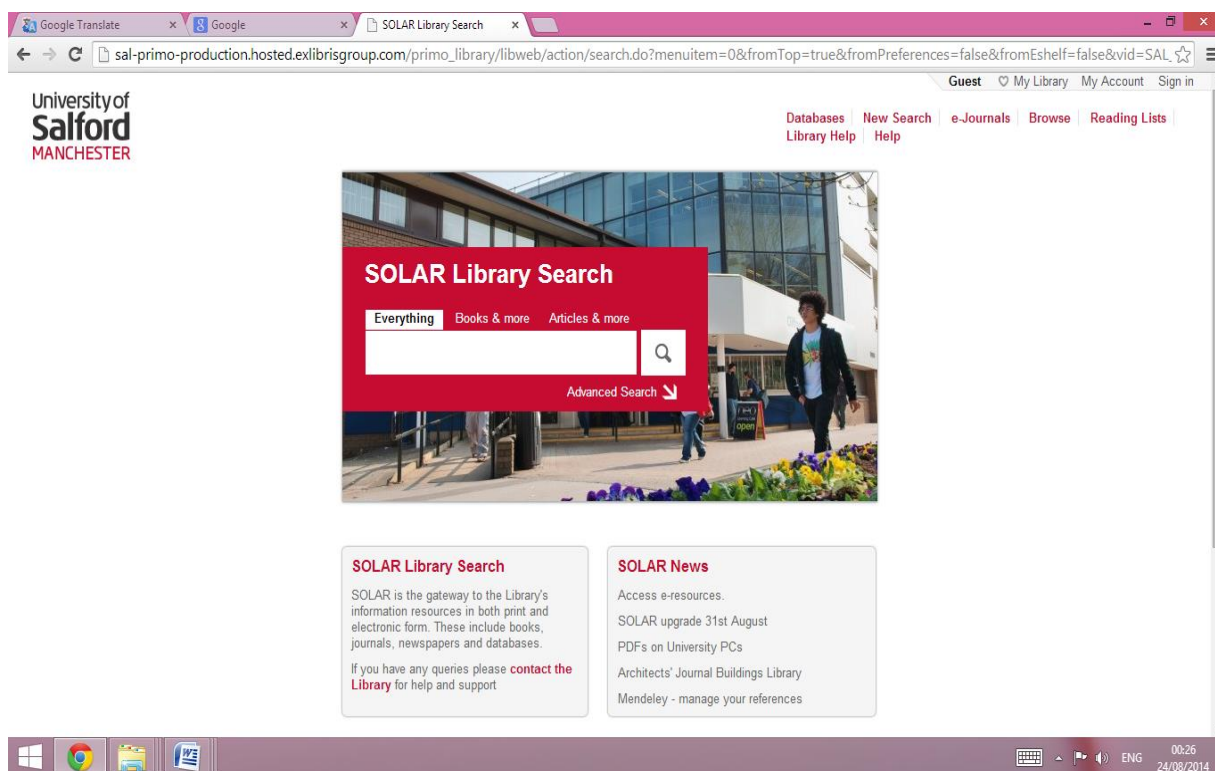 Google Translate
Google
SOLAR Library Search
sal-primo-production.hosted.exlibrisgroup.com/primo_library/libweb/action/search.do?menuitem=0&fromTop=true&fromPreferences=false&fromEshelf=false&vid=SAL_
Guest My Library My Account Sign in
University of
Salford
MANCHESTER
Databases New Search e-Journals Browse Reading Lists
Library Help Help
SOLAR Library Search
Everything Books & more Articles & more
Advanced Search
open
SOLAR Library Search
SOLAR is the gateway to the Library's
information resources in both print and
electronic form. These include books,
journals, newspapers and databases.
If you have any queries please contact the
Library for help and support
SOLAR News
Access e-resources.
SOLAR upgrade 31st August
PDFs on University PCs
Architects' Journal Buildings Library
Mendeley - manage your references
ENG
00:26
24/08/2014